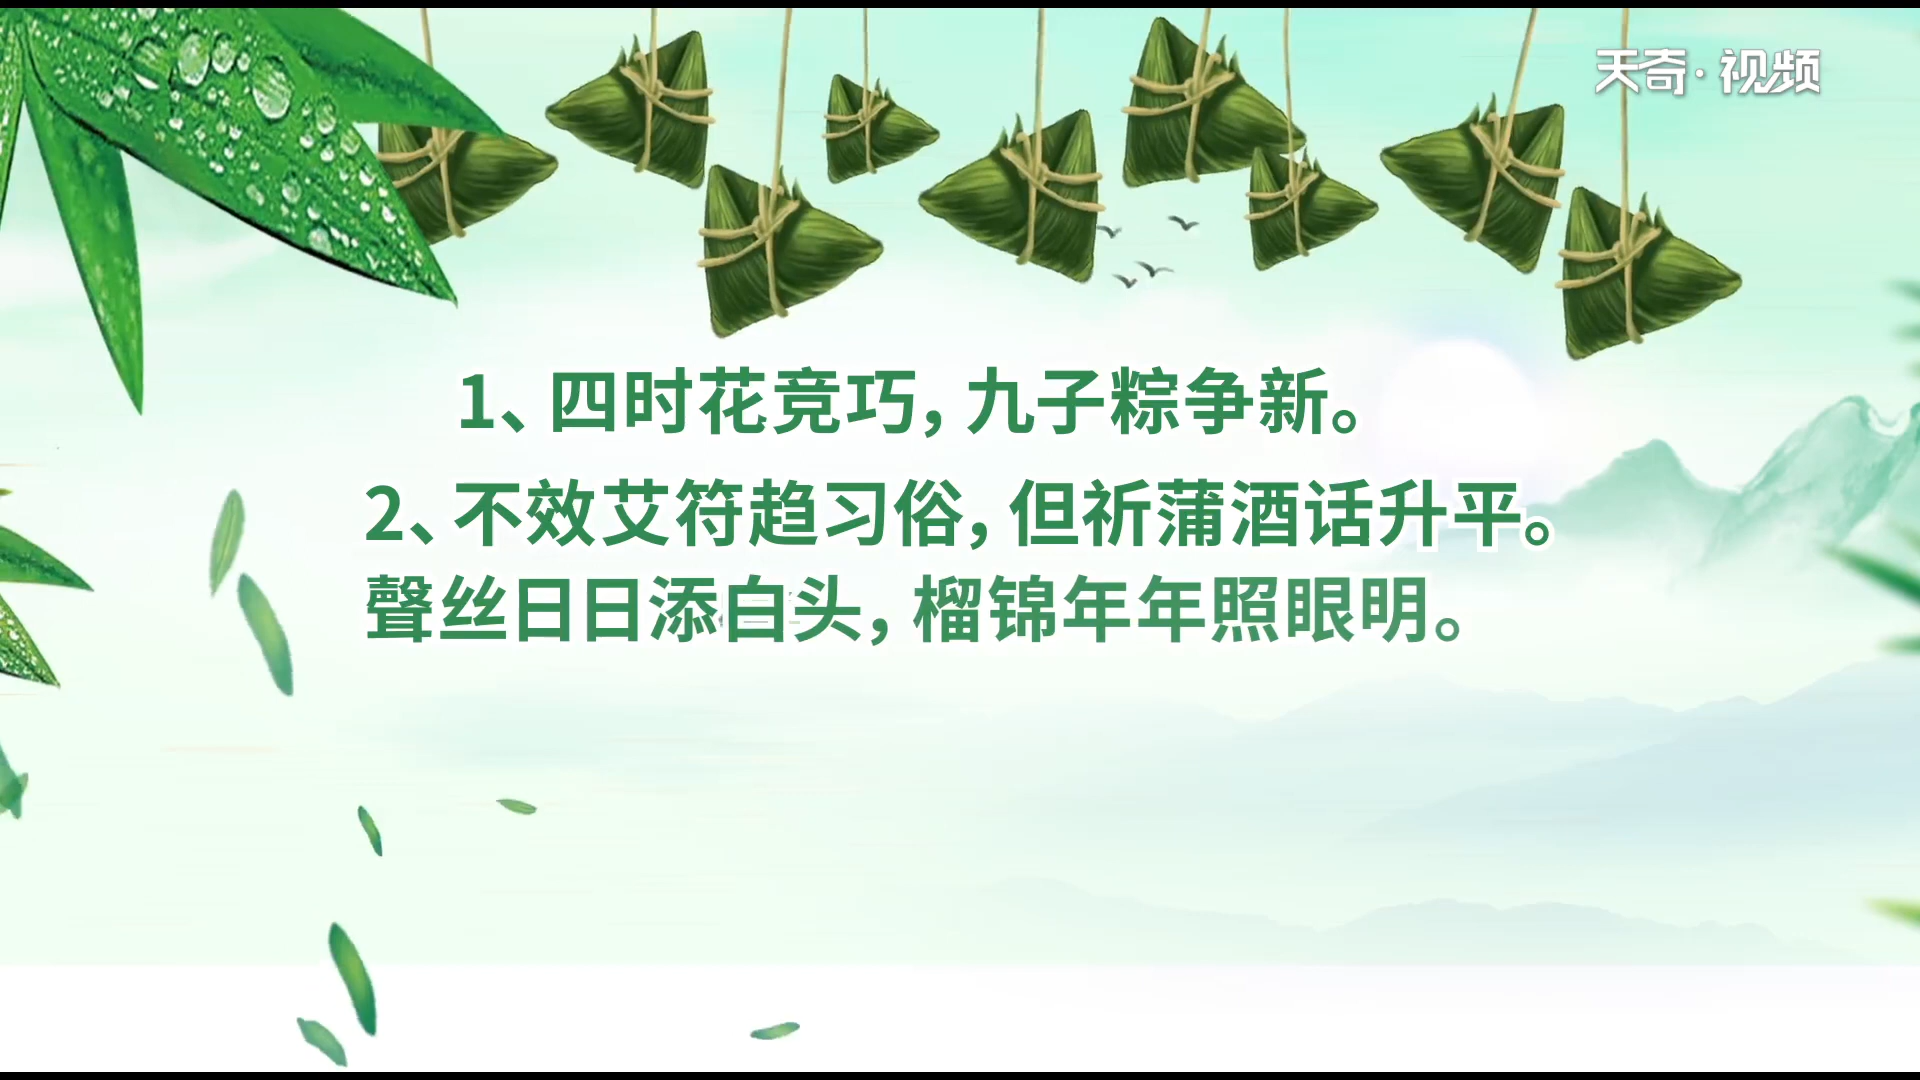 天奇·视频
1、四时花竞巧，九子粽争新。
2、不效艾符趋习俗，但祈蒲酒话升平。
聲丝日日添白头，榴锦年年照眼明。